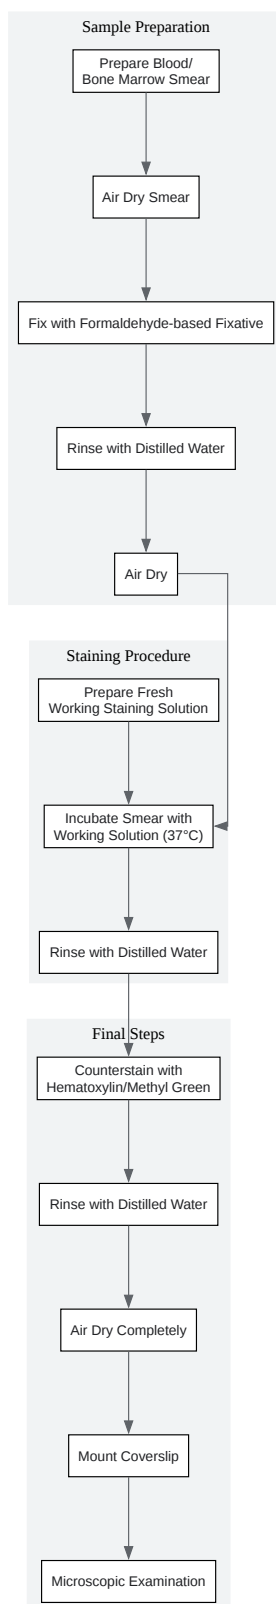 Sample Preparation
Prepare Blood/
Bone Marrow Smear
Air Dry Smear
Fix with Formaldehyde-based Fixative
Rinse with Distilled Water
Air Dry
Staining Procedure
Prepare Fresh
Working Staining Solution
Incubate Smear with
Working Solution (37°C)
Rinse with Distilled Water
Final Steps
Counterstain with
Hematoxylin/Methyl Green
Rinse with Distilled Water
Air Dry Completely
Mount Coverslip
Microscopic Examination